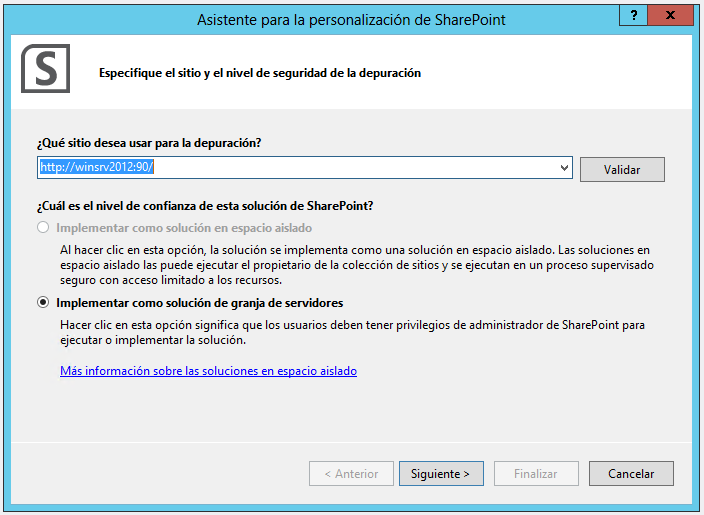 Asistente para la personalización de SharePoint
?
x
S
Especifique el sitio y el nivel de seguridad de la depuración
¿Qué sitio desea usar para la depuración?
http://winsrv2012:90/
Validar
¿Cuál es el nivel de confianza de esta solución de SharePoint?
Implementar como solución en espacio aislado
Al hacer clic en esta opción, la solución se implementa como una solución en espacio aislado. Las soluciones en
espacio aislado las puede ejecutar el propietario de la colección de sitios y se ejecutan en un proceso supervisado
seguro con acceso limitado a los recursos.
Implementar como solución de granja de servidores
Hacer clic en esta opción significa que los usuarios deben tener privilegios de administrador de SharePoint para
ejecutar o implementar la solución.
Más información sobre las soluciones en espacio aislado
< Anterior
Siguiente >
Finalizar
Cancelar